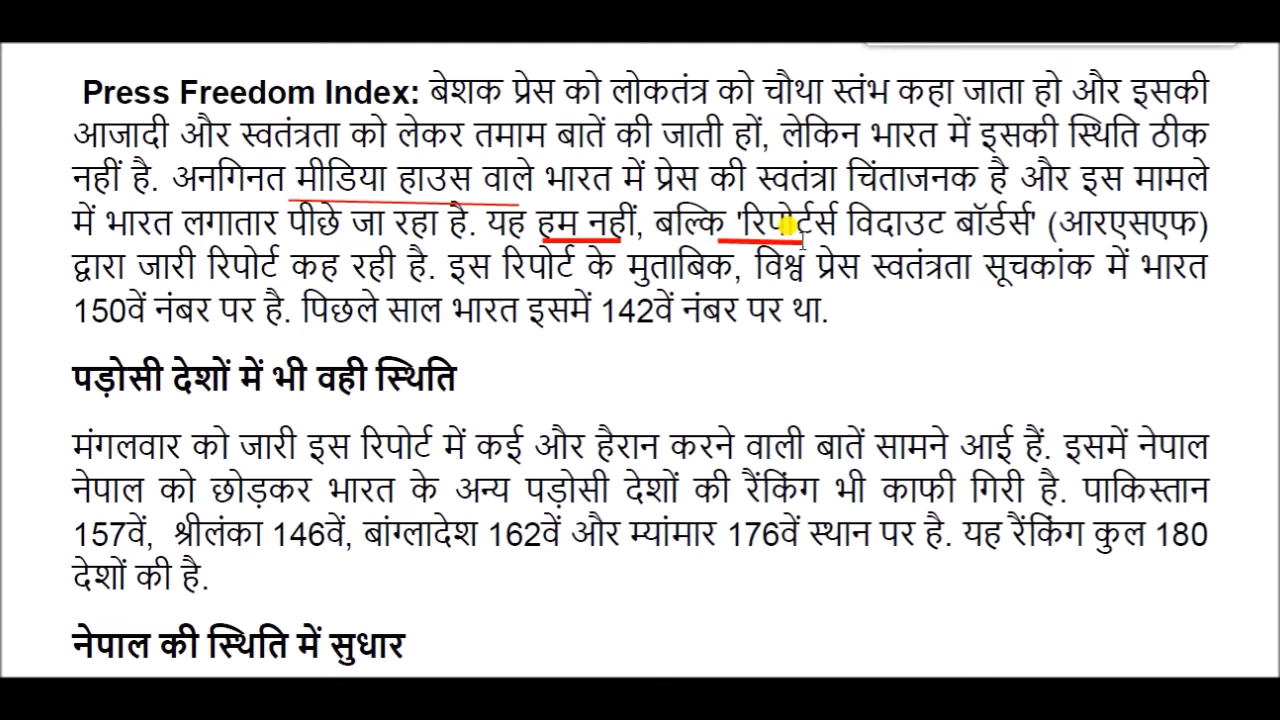 Press Freedom Index: बेशक प्रेस को लोकतंत्र को चौथा स्तंभ कहा जाता हो और इसकी
आजादी और स्वतंत्रता को लेकर तमाम बातें की जाती हों, लेकिन भारत में इसकी स्थिति ठीक
नहीं है. अनगिनत मीडिया हाउस वाले भारत में प्रेस की स्वतंत्रा चिंताजनक है और इस मामले
में भारत लगातार पीछे जा रहा है. यह हम नहीं, बल्कि 'रिपोर्टर्स विदाउट बॉर्डर्स' (आरएसएफ)
द्वारा जारी रिपोर्ट कह रही है. इस रिपोर्ट के मुताबिक, विश्व प्रेस स्वतंत्रता सूचकांक में भारत
150वें नंबर पर है. पिछले साल भारत इसमें 142वें नंबर पर था.
पड़ोसी देशों में भी वही स्थिति
मंगलवार को जारी इस रिपोर्ट में कई और हैरान करने वाली बातें सामने आई हैं. इसमें नेपाल
नेपाल को छोड़कर भारत के अन्य पड़ोसी देशों की रैंकिंग भी काफी गिरी है. पाकिस्तान
157वें, श्रीलंका 146वें, बांग्लादेश 162वें और म्यांमार 176वें स्थान पर है. यह रैंकिंग कुल 180
देशों की है.
नेपाल की स्थिति में सुधार